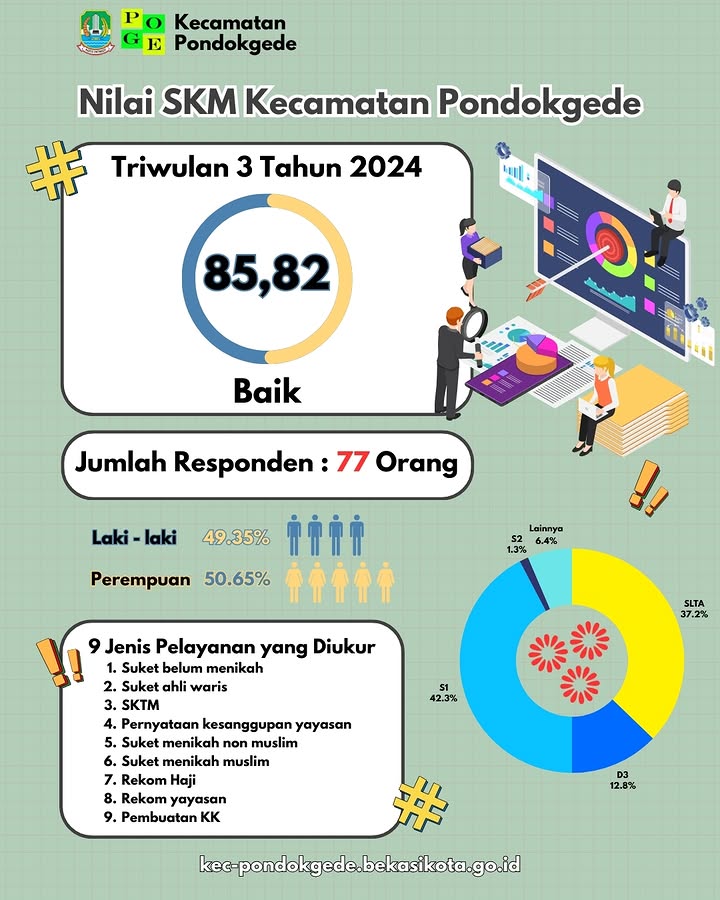 P O
G E
Kecamatan
Pondokgede
Nilai SKM Kecamatan Pondokgede
Triwulan 3 Tahun 2024
85,82
Baik
Jumlah Responden : 77 Orang
Laki - laki 49.35%
Perempuan 50.65%
9 Jenis Pelayanan yang Diukur
1. Suket belum menikah
2. Suket ahli waris
3. SKTM
4. Pernyataan kesanggupan yayasan
5. Suket menikah non muslim
6. Suket menikah muslim
7. Rekom Haji
8. Rekom yayasan
9. Pembuatan KK
Lainnya
6.4%
S2
1.3%
SLTA
37.2%
S1
42.3%
D3
12.8%
kec-pondokgede.bekasikota.go.id